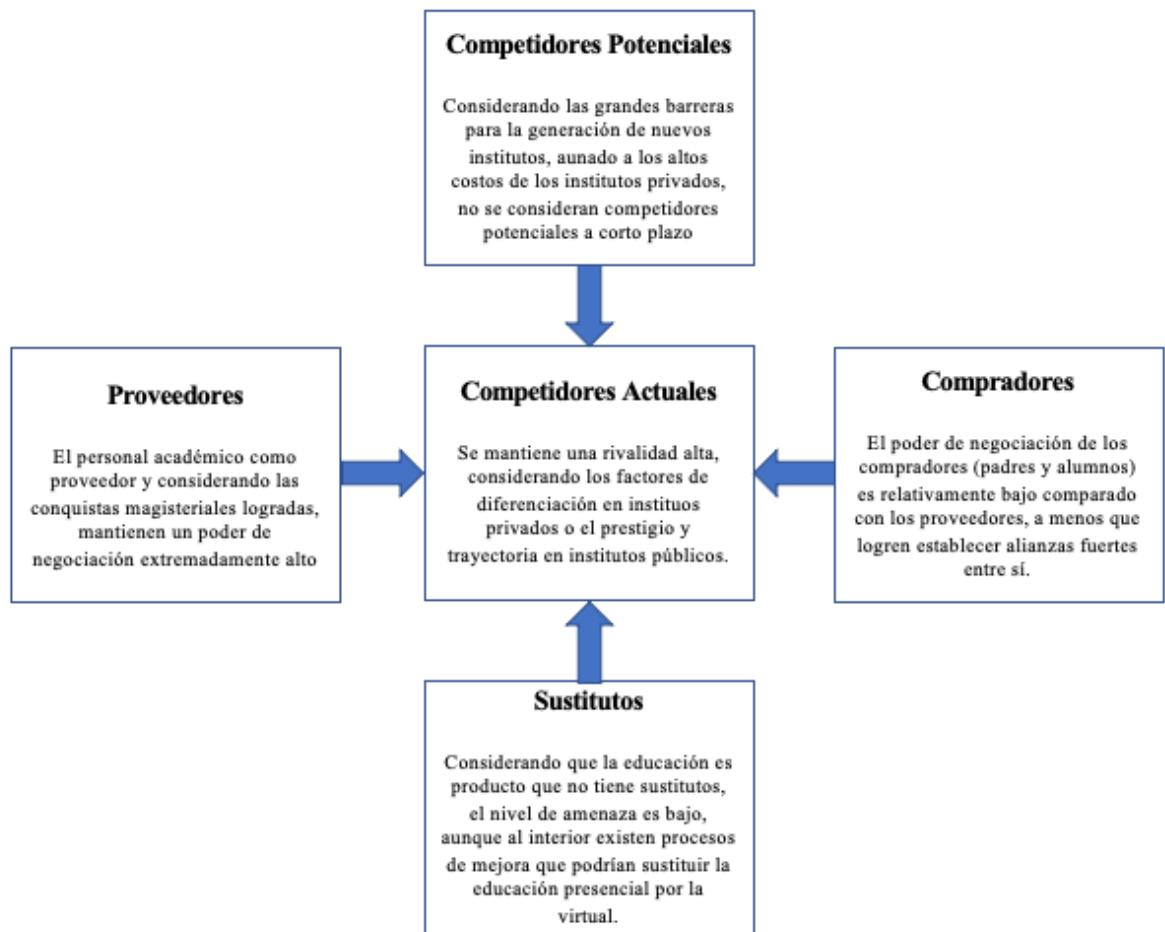 Competidores Potenciales
Considerando las grandes barreras
para la generación de nuevos
institutos, aunado a los altos
costos de los institutos privados,
no se consideran competidores
potenciales a corto plazo
Proveedores
El personal académico como
proveedor y considerando las
conquistas magisteriales logradas,
mantienen un poder de
negociación extremadamente alto
Competidores Actuales
Se mantiene una rivalidad alta,
considerando los factores de
diferenciación en instituos
privados o el prestigio y
trayectoria en institutos públicos.
Compradores
El poder de negociación de los
compradores (padres y alumnos)
es relativamente bajo comparado
con los proveedores, a menos que
logren establecer alianzas fuertes
entre sí.
Sustitutos
Considerando que la educación es
producto que no tiene sustitutos,
el nivel de amenaza es bajo,
aunque al interior existen procesos
de mejora que podrían sustituir la
educación presencial por la
virtual.